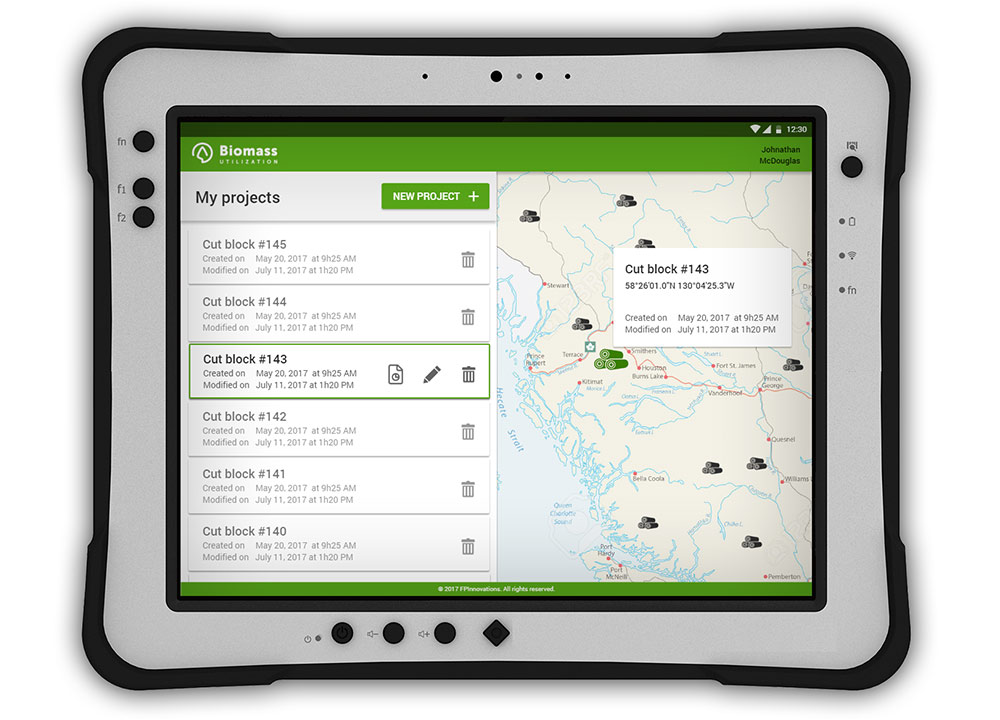 fn
f1
f2
12:30
Biomass
UTILIZATION
Johnathan
McDouglas
My projects
NEW PROJECT +
Cut block #145
Created on May 20, 2017 at 9h25 AM
Modified on July 11, 2017 at 1h20 PM
Cut block #144
Created on May 20, 2017 at 9h25 AM
Modified on July 11, 2017 at 1h20 PM
Cut block #143
Created on May 20, 2017 at 9h25 AM
Modified on July 11, 2017 at 1h20 PM
Cut block #142
Created on May 20, 2017 at 9h25 AM
Modified on July 11, 2017 at 1h20 PM
Cut block #141
Created on May 20, 2017 at 9h25 AM
Modified on July 11, 2017 at 1h20 PM
Cut block #140
Created on May 20, 2017 at 9h25 AM
Modified on July 11, 2017 at 1h20 PM
Cut block #143
58°26'01.0"N 130°04'25.3"W
Created on May 20, 2017 at 9h25 AM
Modified on July 11, 2017 at 1h20 PM
Stewart
Prince
Rupert
Terrace
Smithers
Houston
Burns Lake
Fort St. James
Vanderhoof
Prince
George
Kitimat
Hecate
Strait
Quesnel
Bella Coola
Williams
Queen
Charlotte
Sound
Port
Hardy
Port
McNeill
Pemberton
© 2017 FPInnovations. All rights reserved.
fn